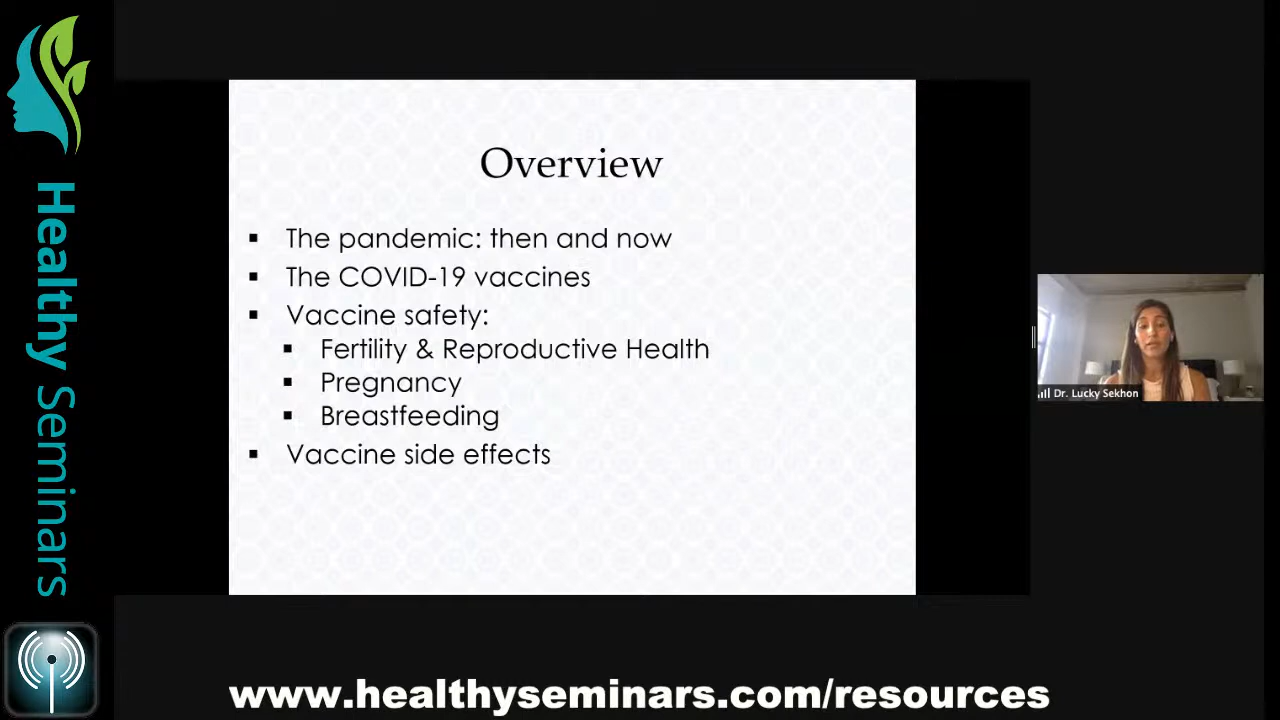 Healthy Seminars
Overview
▪ The pandemic: then and now
▪ The COVID-19 vaccines
▪ Vaccine safety:
▪ Fertility & Reproductive Health
▪ Pregnancy
▪ Breastfeeding
▪ Vaccine side effects
Dr. Lucky Sekhon
www.healthyseminars.com/resources